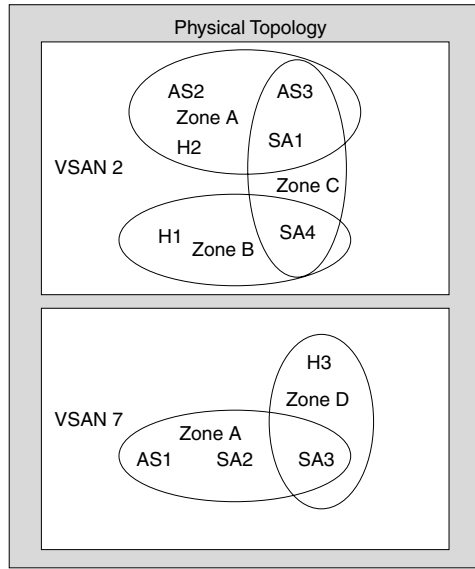 Physical Topology
AS2
AS3
Zone A
H2
SA1
VSAN 2
Zone C
H1
Zone B
SA4
H3
Zone D
VSAN 7
Zone A
AS1
SA2
SA3